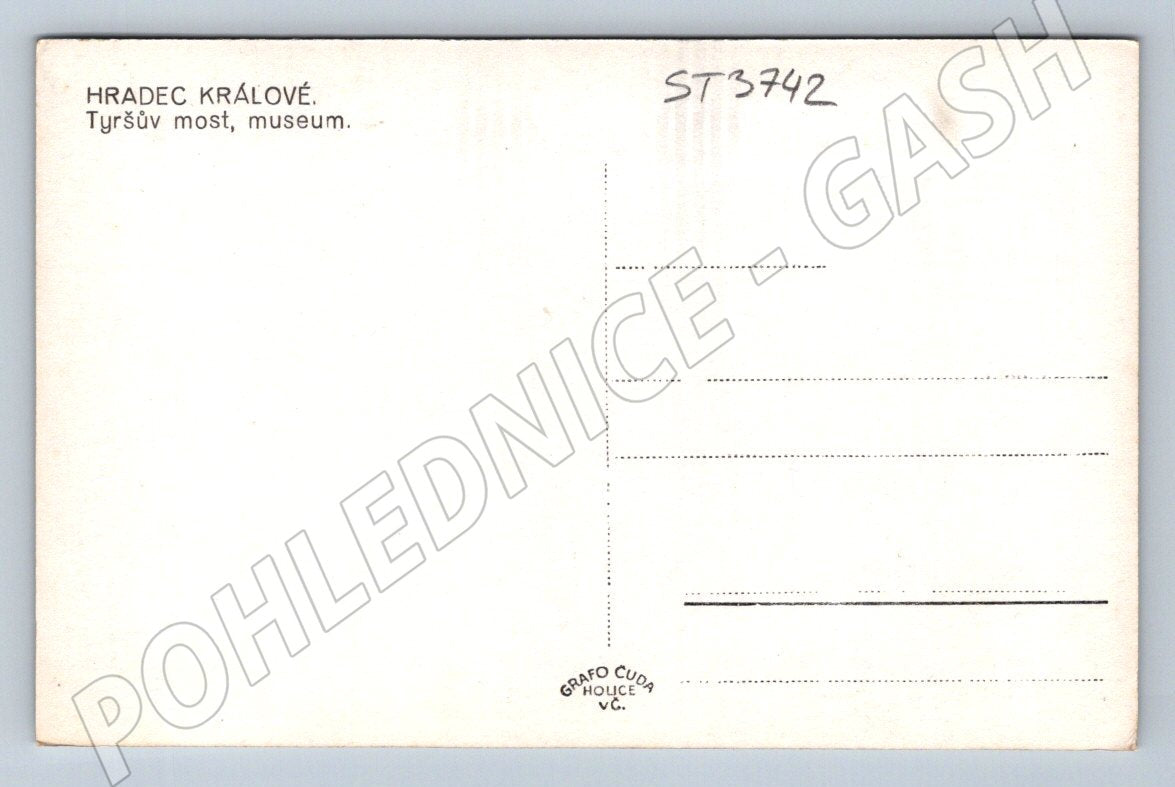 HRADEC KRÁLOVÉ.
Tyršův most, museum.
ST3742
POHLEDNICE - GASH
GRAFO ČUDA
HOLICE
vČ.